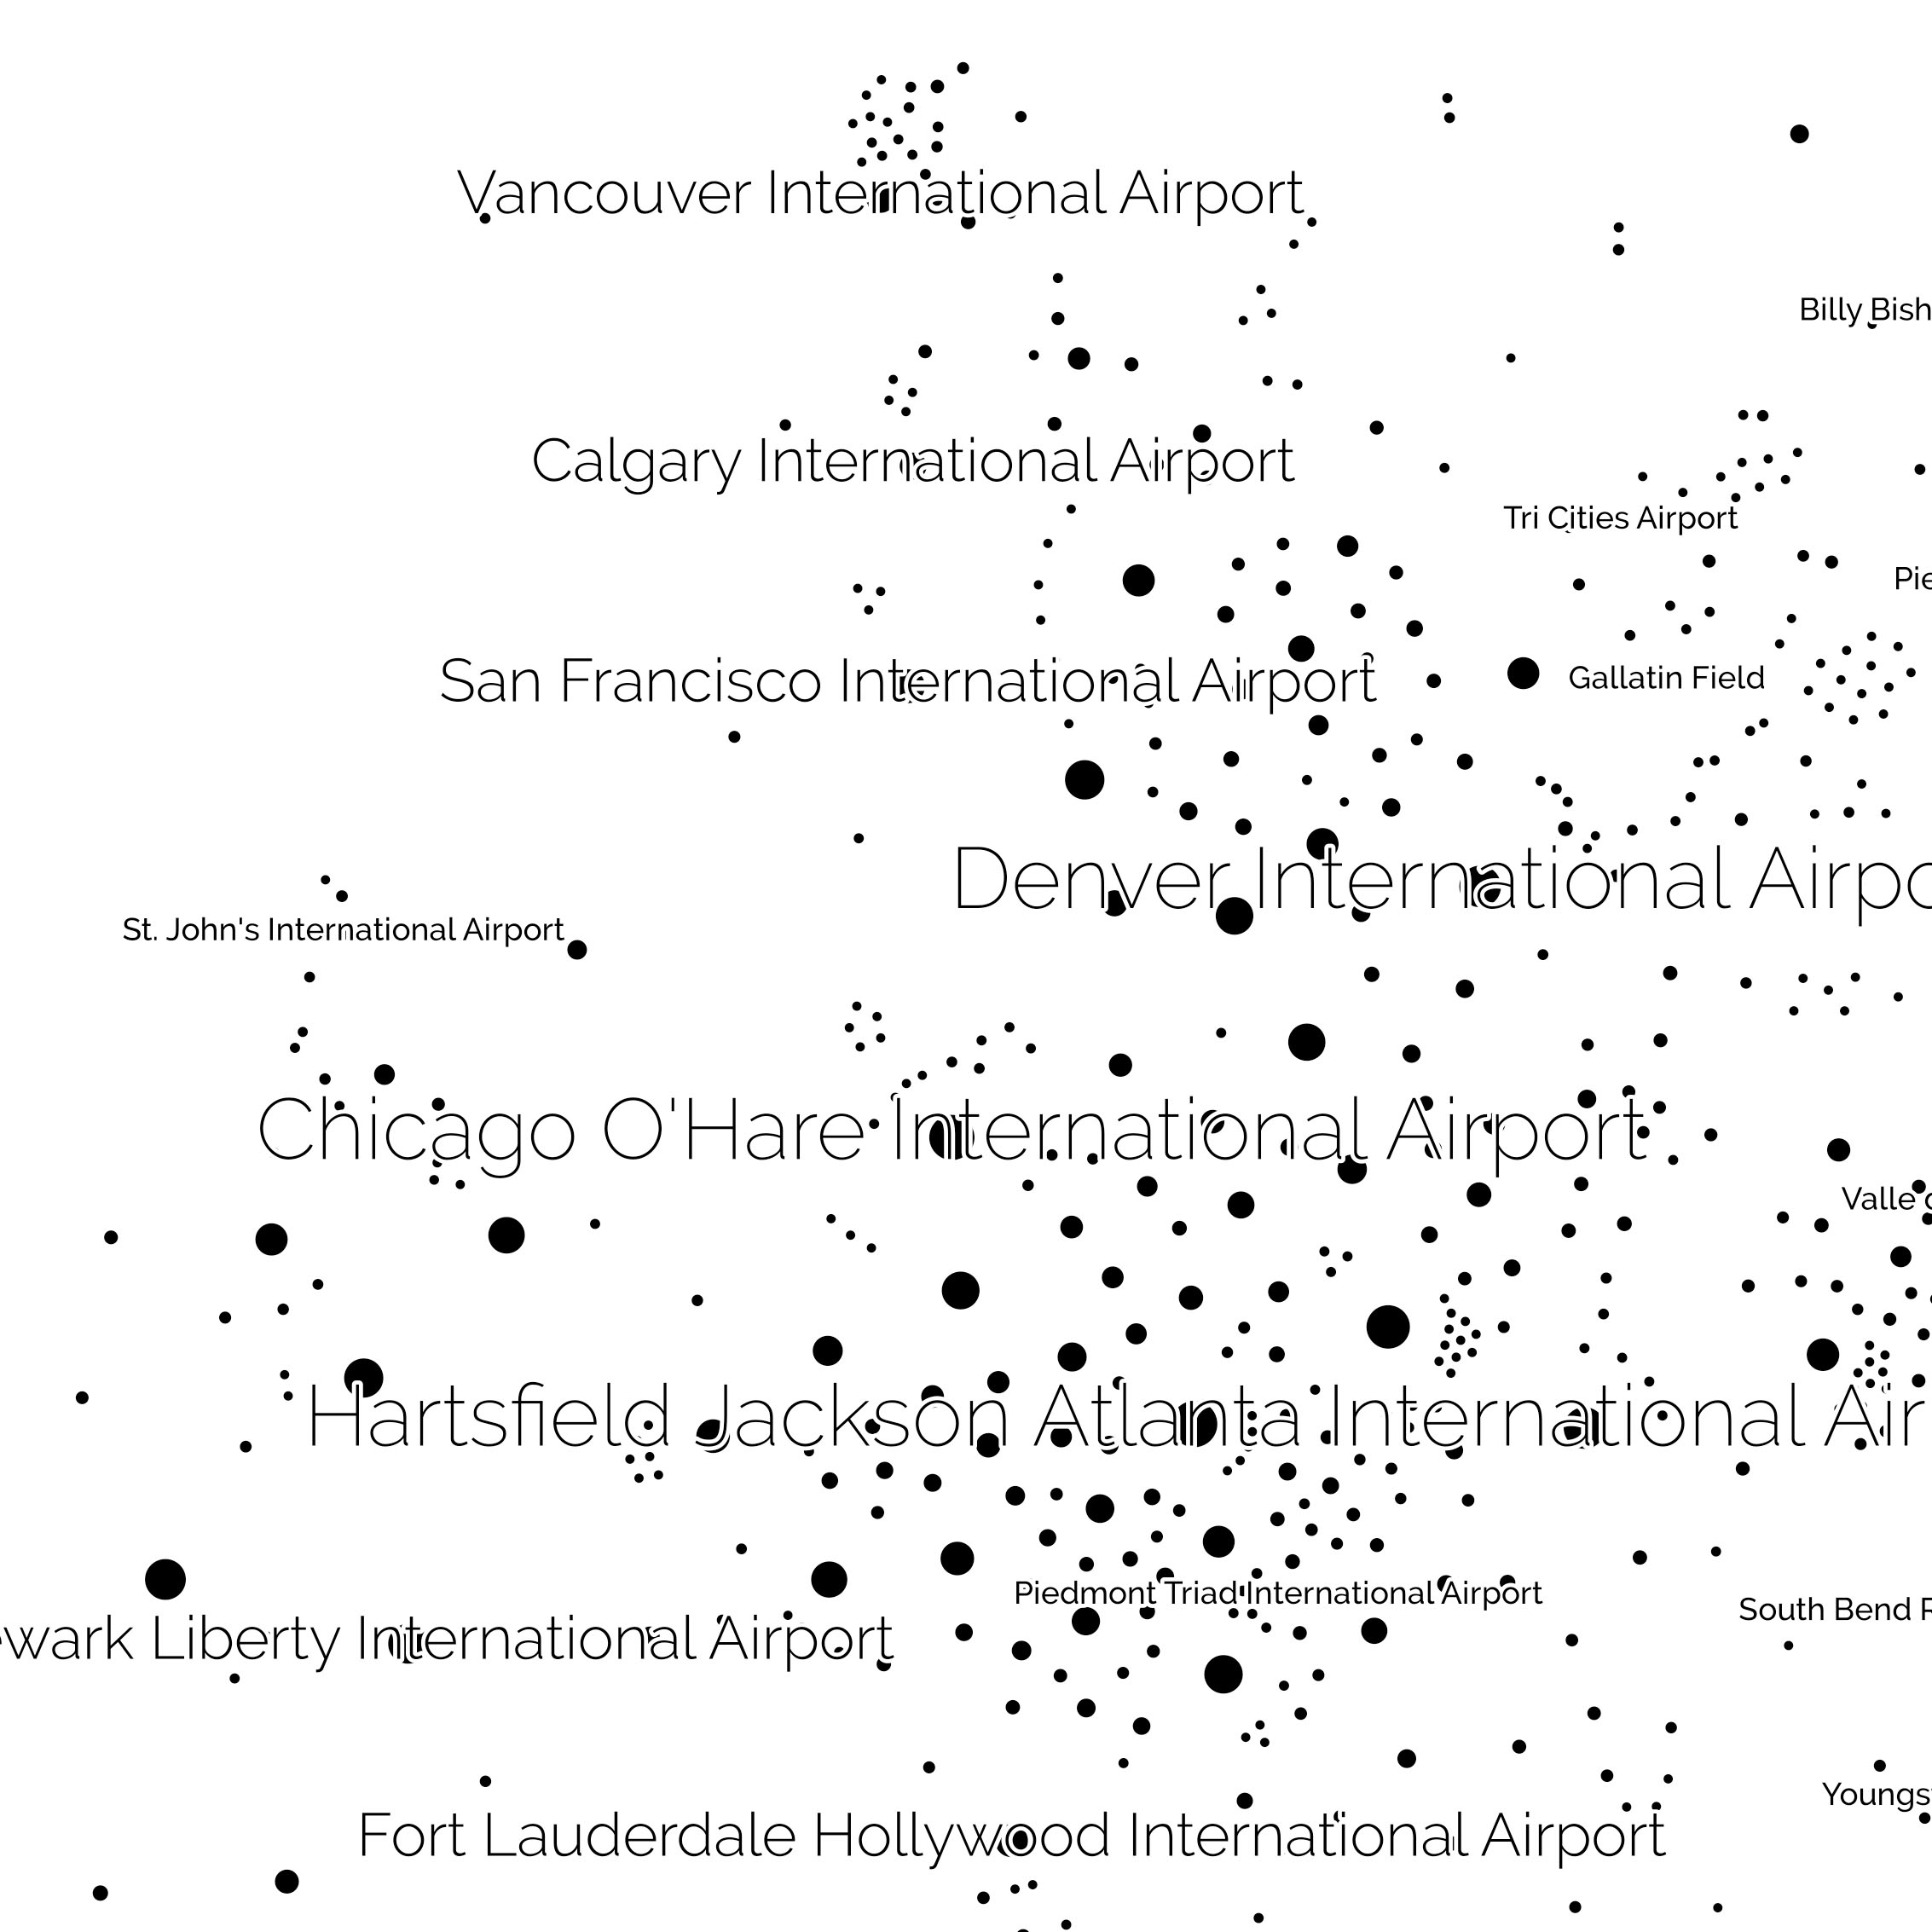 Vancouver International Airport
Billy Bish
Calgary International Airport
Tri Cities Airport
Pie
San Francisco International Airport
Gallatin Field
Denver International Airpo
St. John's International Airport
Chicago O'Hare International Airport
Valle
Hartsfield Jackson Atlanta International Air
Piedmont Triad International Airport
South Bend R
wark Liberty International Airport
Youngs
Fort Lauderdale Hollywood International Airport